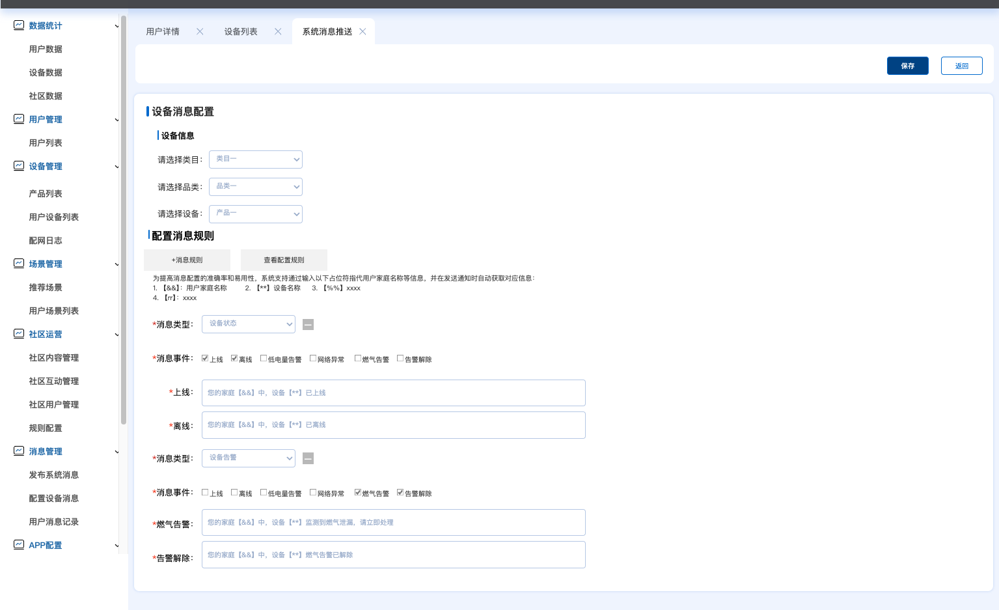 数据统计
用户数据
设备数据
社区数据
用户管理
用户列表
设备管理
产品列表
用户设备列表
配网日志
场景管理
推荐场景
用户场景列表
社区运营
社区内容管理
社区互动管理
社区用户管理
规则配置
消息管理
发布系统消息
配置设备消息
用户消息记录
APP配置
用户详情 设备列表 系统消息推送
保存 返回
设备消息配置
设备信息
请选择类目： 类目一
请选择品类： 品类一
请选择设备： 产品一
配置消息规则
+消息规则 查看配置规则
为提高消息配置的准确率和易用性，系统支持通过输入以下占位符指代用户家庭名称等信息，并在发送通知时自动获取对应信息：
1. 【&&】：用户家庭名称 2. 【**】设备名称 3. 【%%】xxxx
4. 【rr】：xxxx
*消息类型： 设备状态
*消息事件： 上线 离线 低电量告警 网络异常 燃气告警 告警解除
*上线： 您的家庭【&&】中，设备【**】已上线
*离线： 您的家庭【&&】中，设备【**】已离线
*消息类型： 设备告警
*消息事件： 上线 离线 低电量告警 网络异常 燃气告警 告警解除
*燃气告警： 您的家庭【&&】中，设备【**】监测到燃气泄漏，请立即处理
*告警解除： 您的家庭【&&】中，设备【**】燃气告警已解除